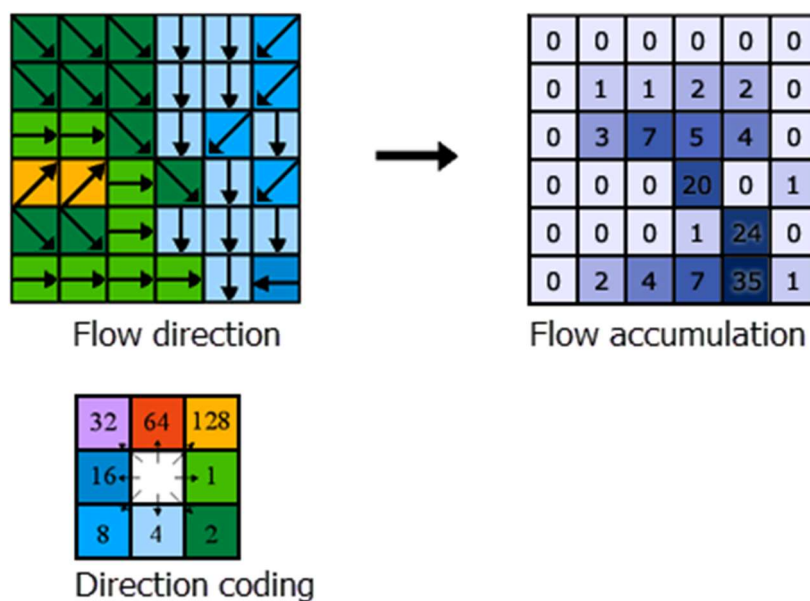 0 0 0 0 0 0
0 1 1 2 2 0
0 3 7 5 4 0
0 0 0 20 0 1
0 0 0 1 24 0
0 2 4 7 35 1
Flow direction
Flow accumulation
32 64 128
16 1
8 4 2
Direction coding